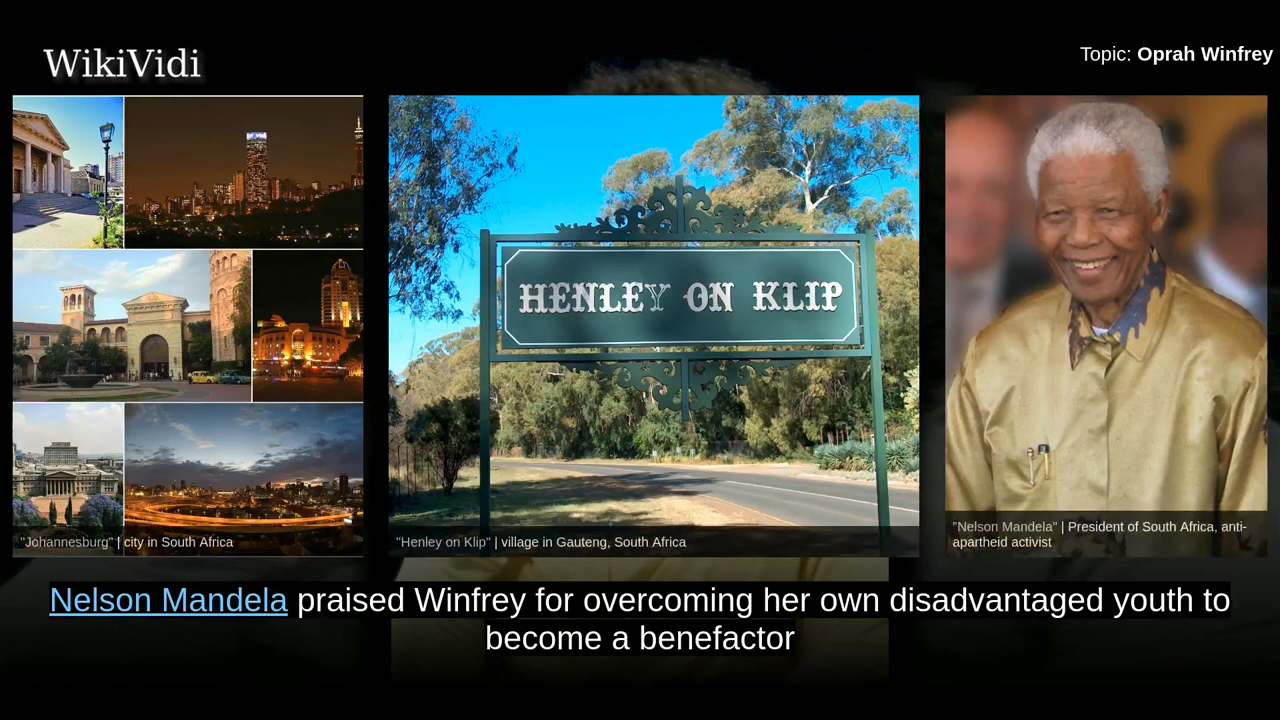 WikiVidi
Topic: Oprah Winfrey
HENLEY ON KLIP
"Johannesburg" | city in South Africa
"Henley on Klip" | village in Gauteng, South Africa
"Nelson Mandela" | President of South Africa, anti-
apartheid activist
Nelson Mandela praised Winfrey for overcoming her own disadvantaged youth to
become a benefactor